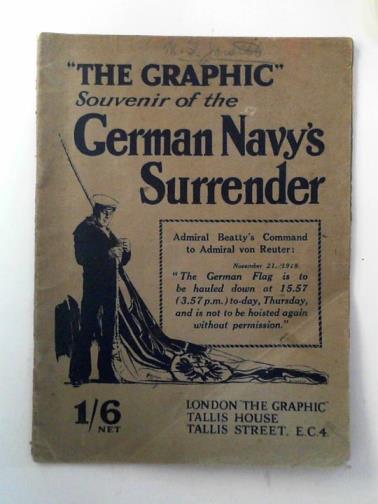 "THE GRAPHIC"
Souvenir of the
German Navy's
Surrender
Admiral Beatty's Command
to Admiral von Reuter:
November 21, 1918
"The German Flag is to
be hauled down at 15.57
(3.57 p.m.) to-day, Thursday,
and is not to be hoisted again
without permission."
1/6
NET
LONDON "THE GRAPHIC"
TALLIS HOUSE
TALLIS STREET. E.C.4.